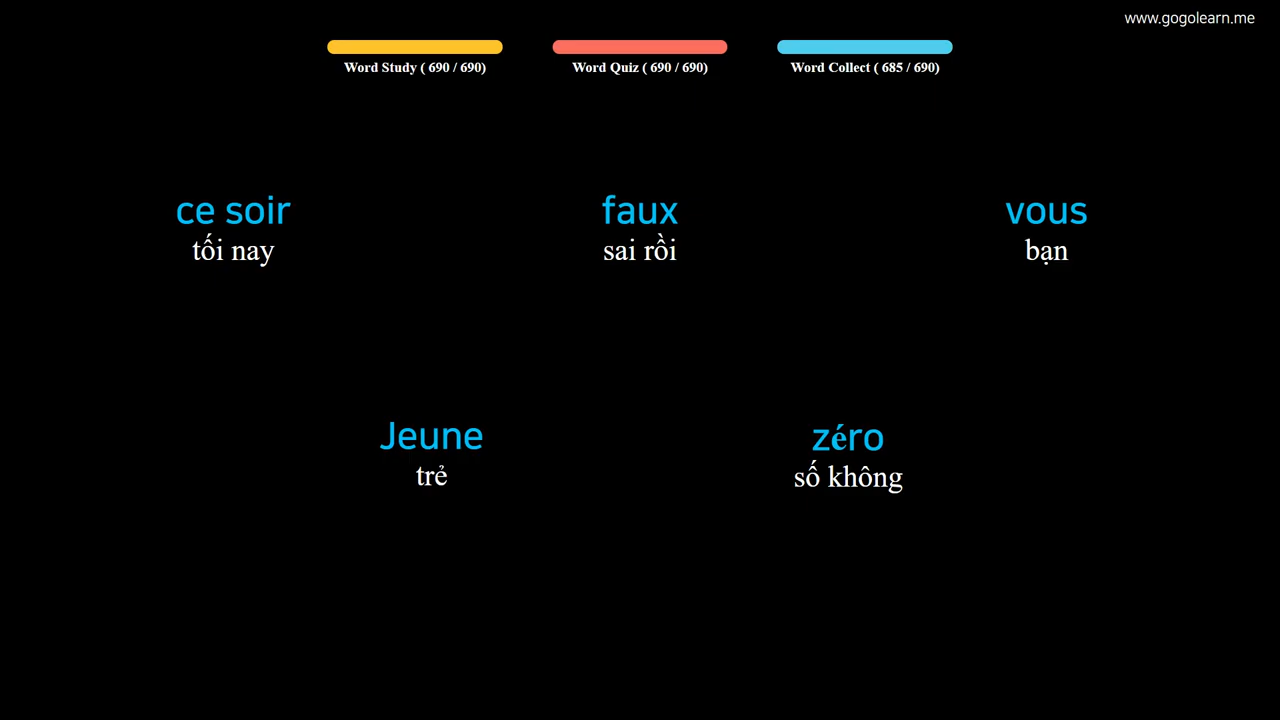 www.gogolearn.me
Word Study ( 690 / 690)
Word Quiz ( 690 / 690)
Word Collect ( 685 / 690)
ce soir
tối nay
faux
sai rồi
vous
bạn
Jeune
trẻ
zéro
số không